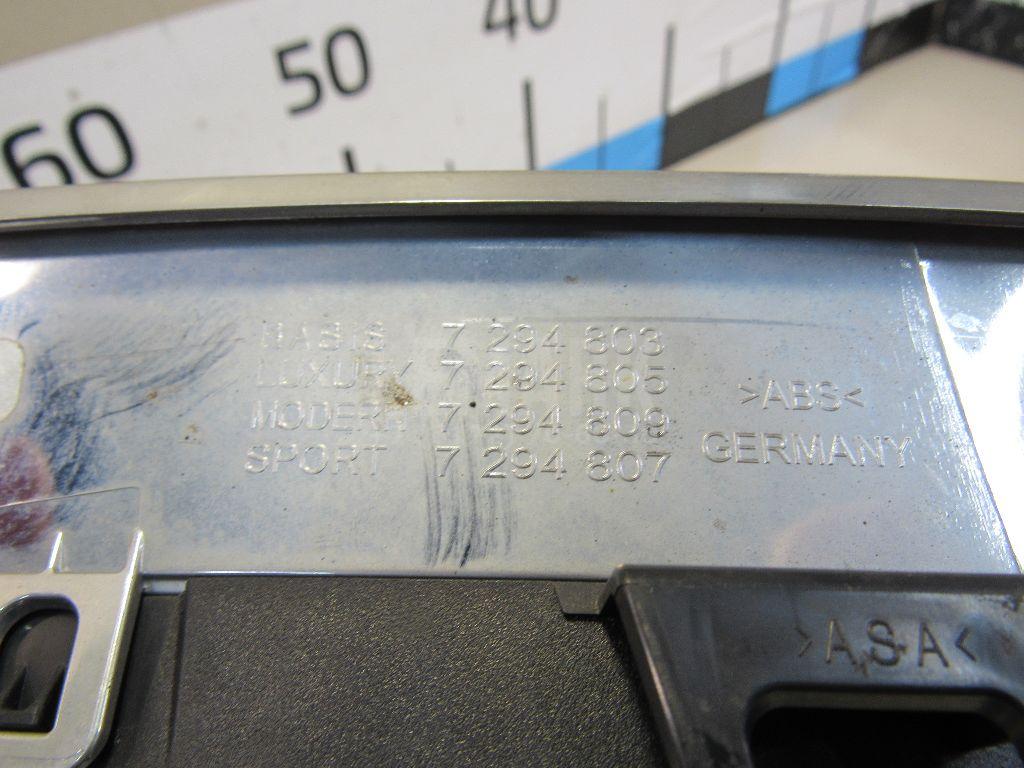 60 50 40
BASIS 7 294 803
LUXURY 7 294 805
MODERN 7 294 809
SPORT 7 294 807
>ABS<
GERMANY
>ASA<